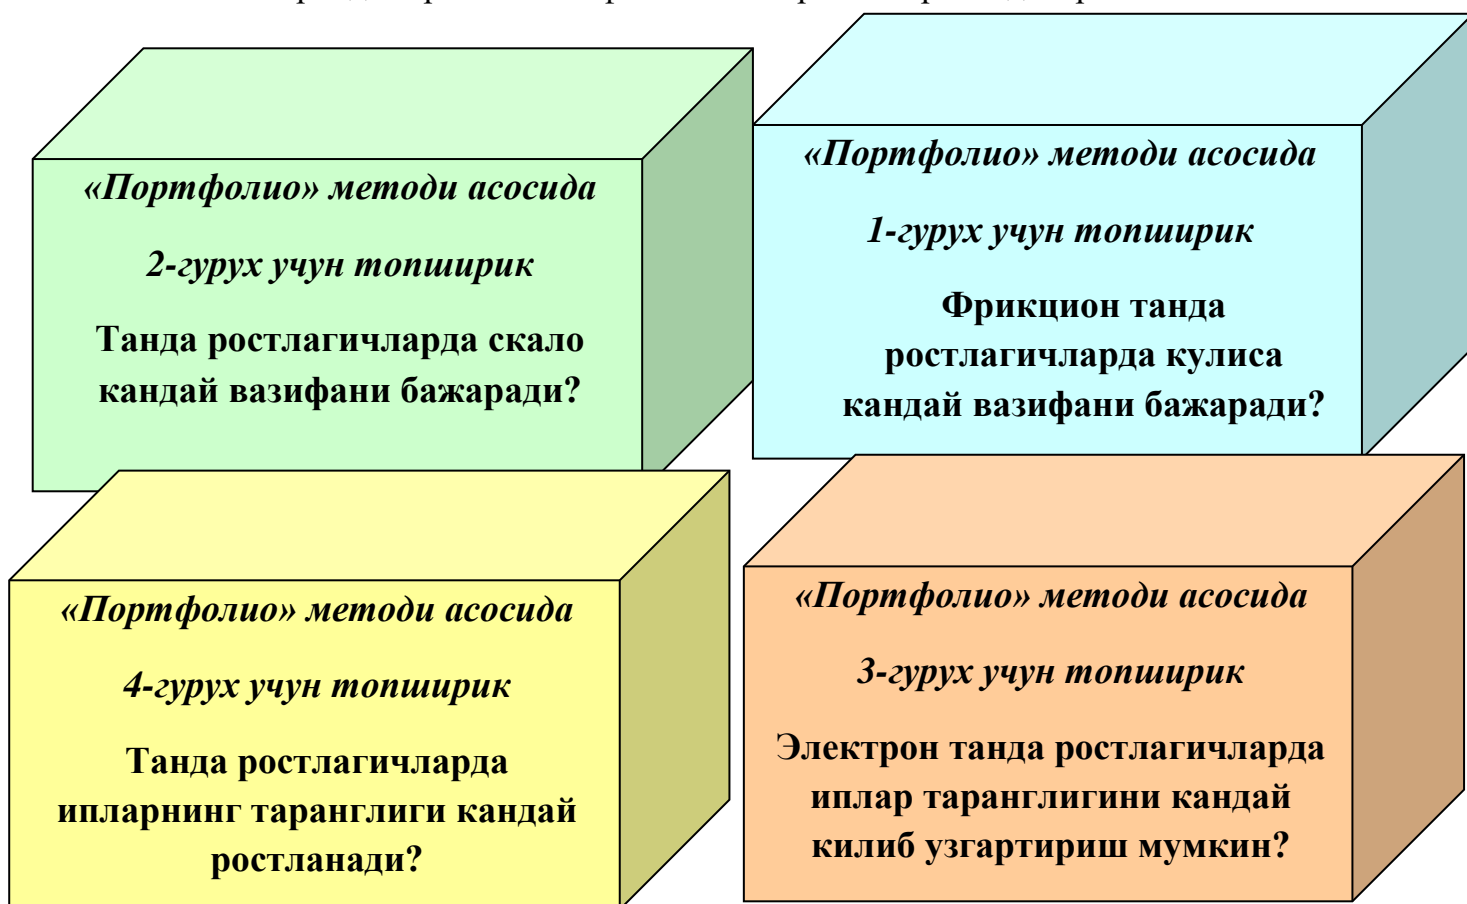 «Портфолио» методи асосида
2-гурух учун топширик
Танда ростлагичларда скало
кандай вазифани бажаради?
«Портфолио» методи асосида
1-гурух учун топширик
Фрикцион танда
ростлагичларда кулиса
кандай вазифани бажаради?
«Портфолио» методи асосида
4-гурух учун топширик
Танда ростлагичларда
ипларнинг таранглиги кандай
ростланади?
«Портфолио» методи асосида
3-гурух учун топширик
Электрон танда ростлагичларда
иплар таранглигини кандай
килиб узгартириш мумкин?